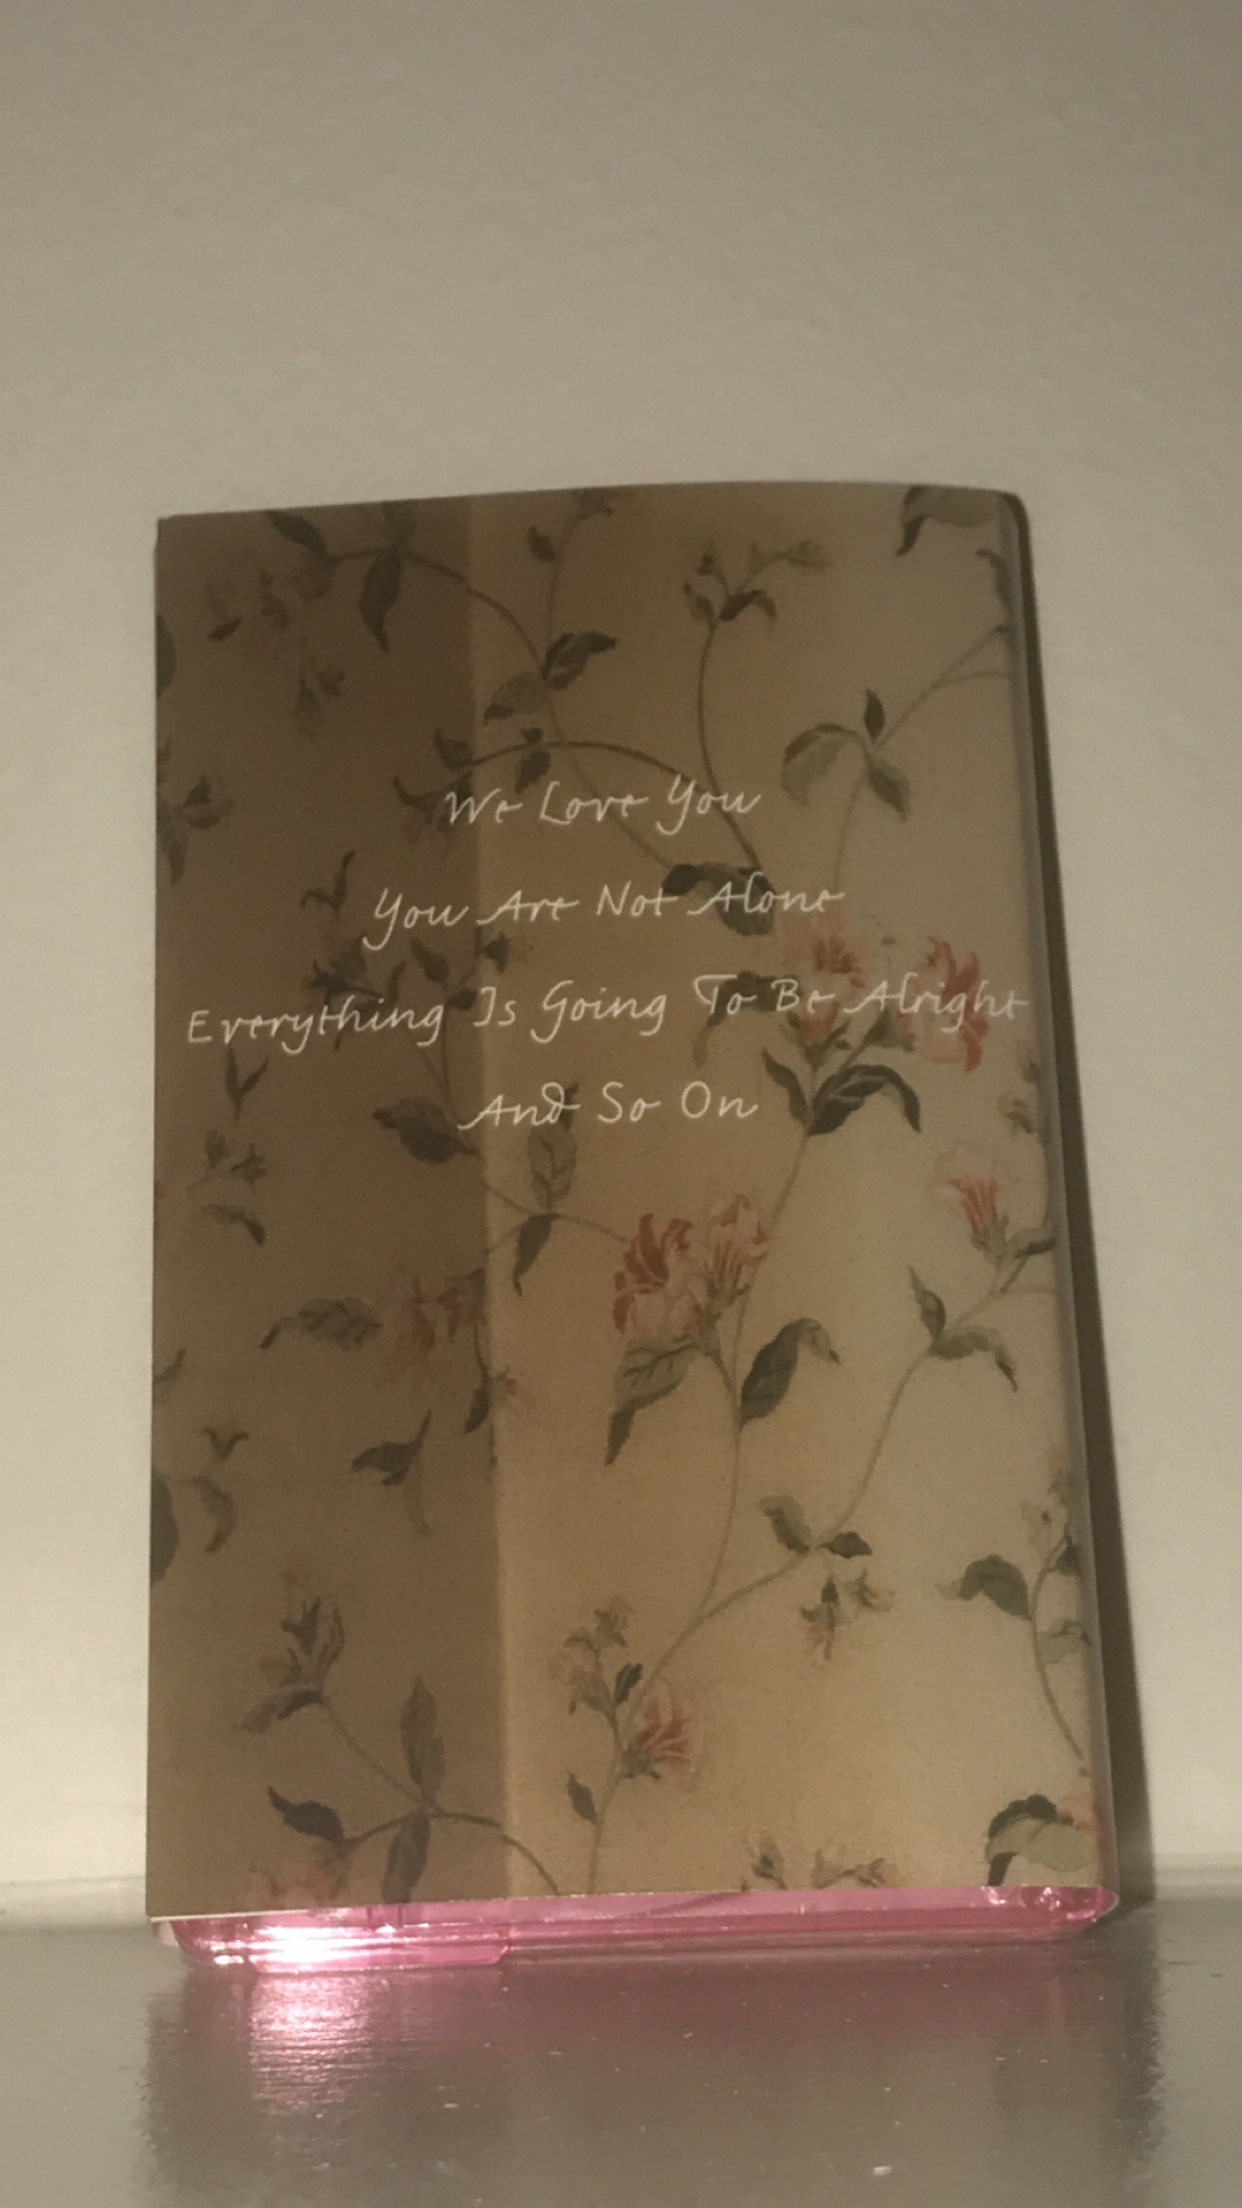 We Love You
You Are Not Alone
Everything Is Going To Be Alright
And So On